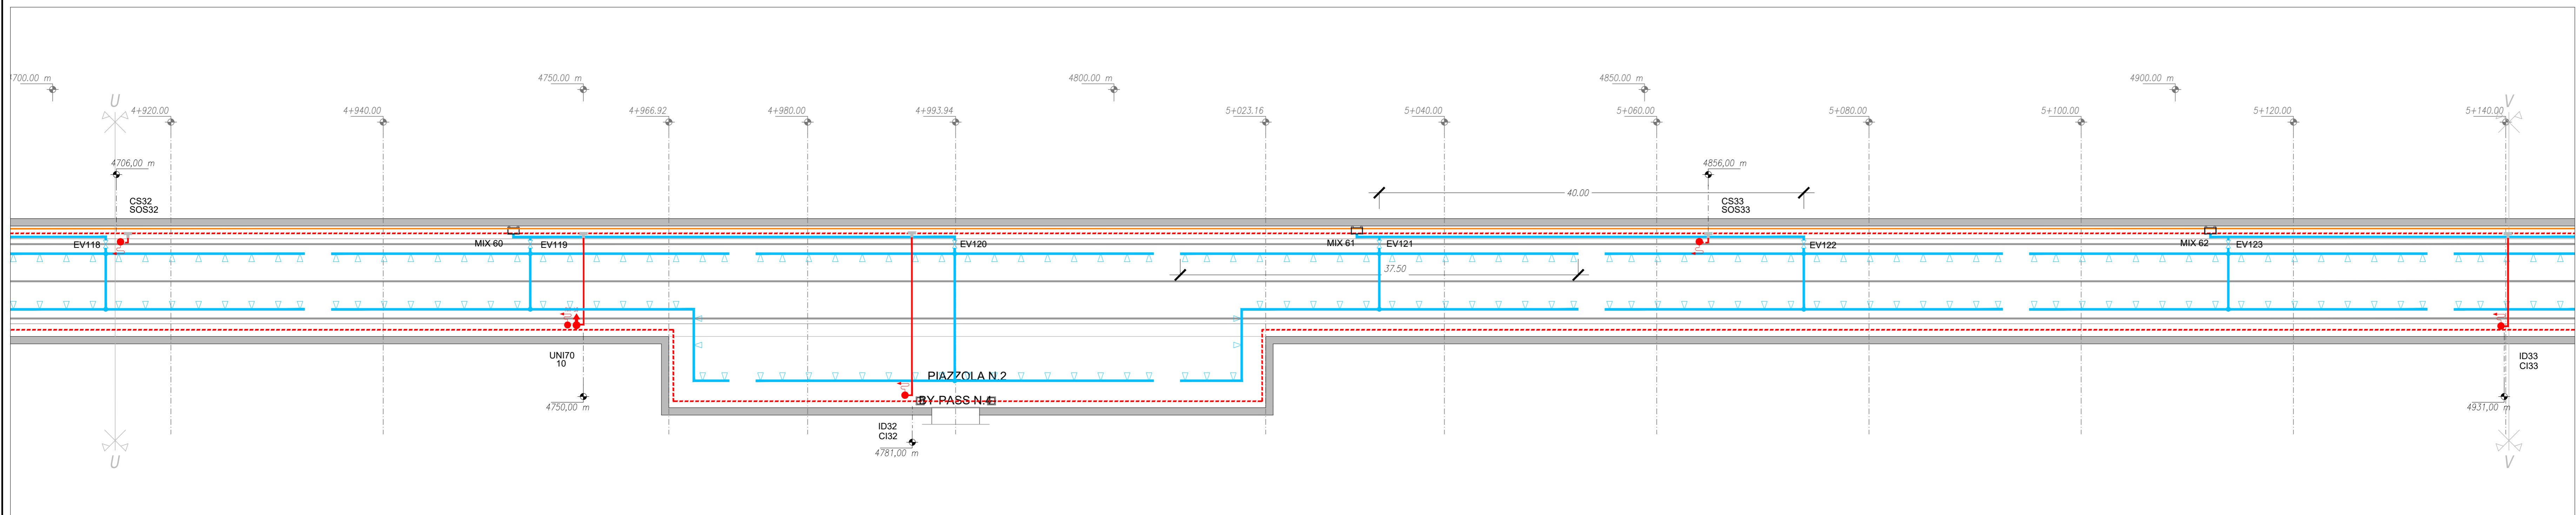 4700.00 m
4750.00 m
4800.00 m
4850.00 m
4900.00 m
U
4+920.00
4+940.00
4+966.92
4+980.00
4+993.94
5+023.16
5+040.00
5+060.00
5+080.00
5+100.00
5+120.00
5+140.00
V
4706,00 m
4856,00 m
40.00
CS32
SOS32
CS33
SOS33
EV118
MIX 60
EV119
EV120
MIX 61
EV121
EV122
MIX 62
EV123
37.50
UNI70
10
PIAZZOLA N.2
BY-PASS N.4
ID33
CI33
4750,00 m
4931,00 m
ID32
CI32
4781,00 m
U
V